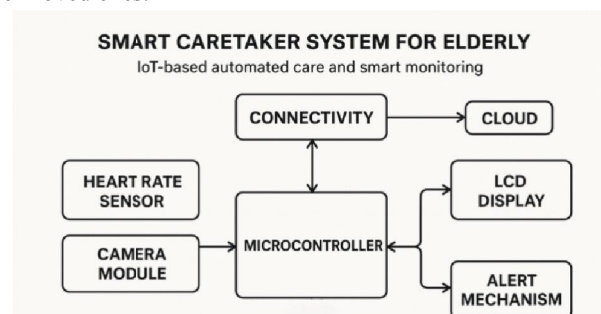 SMART CARETAKER SYSTEM FOR ELDERLY
IoT-based automated care and smart monitoring
CONNECTIVITY
CLOUD
HEART RATE
SENSOR
LCD
DISPLAY
MICROCONTROLLER
CAMERA
MODULE
ALERT
MECHANISM